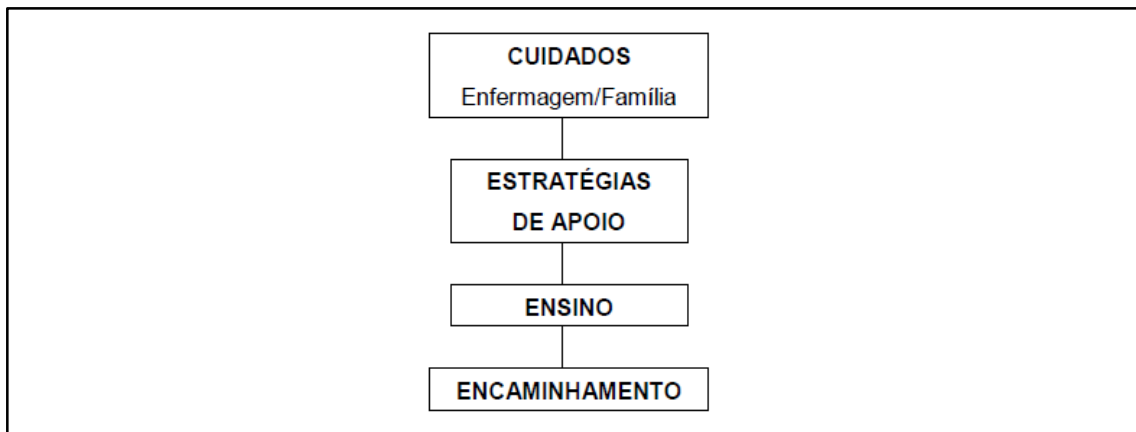 CUIDADOS
Enfermagem/Família
ESTRATÉGIAS
DE APOIO
ENSINO
ENCAMINHAMENTO